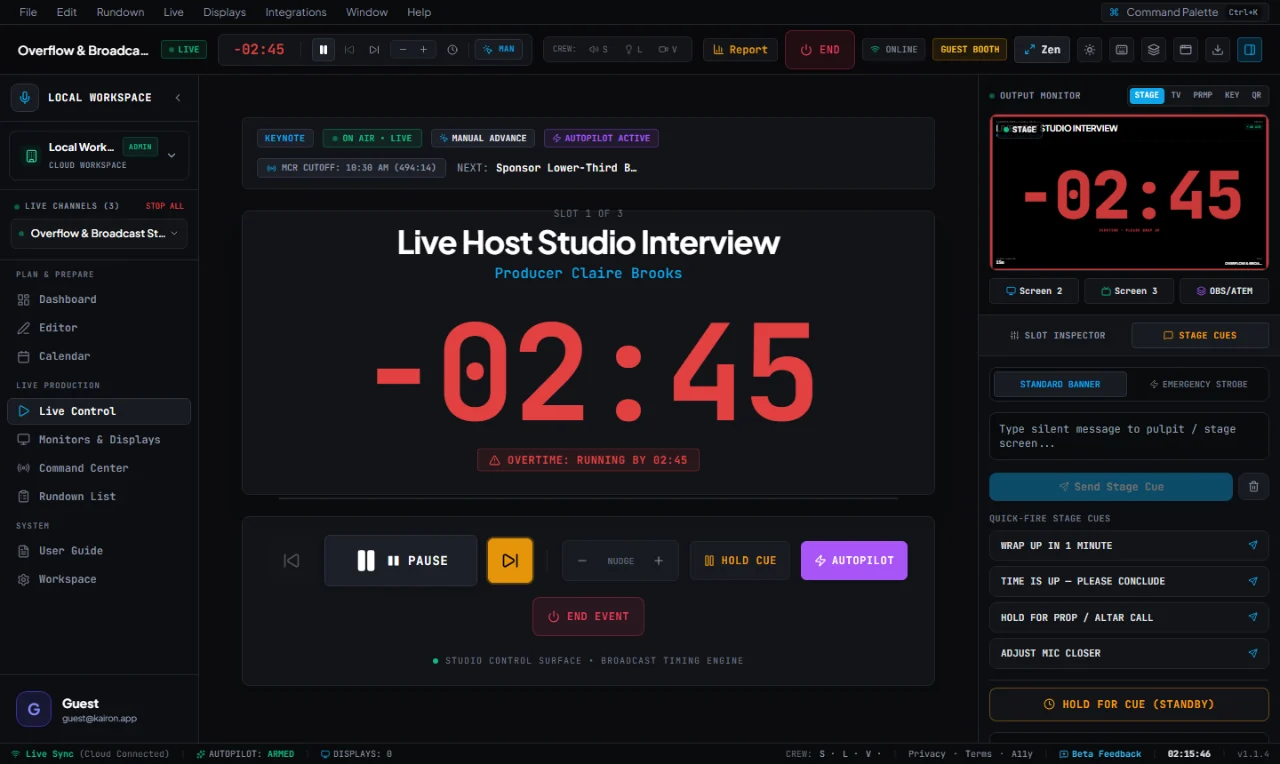 File Edit Rundown Live Displays Integrations Window Help
Command Palette Ctrl+K
Overflow & Broadca… LIVE -02:45 MAN CREW: S L V Report END ONLINE GUEST BOOTH Zen
LOCAL WORKSPACE
Local Work… ADMIN
CLOUD WORKSPACE
LIVE CHANNELS (3) STOP ALL
Overflow & Broadcast St…
PLAN & PREPARE
Dashboard
Editor
Calendar
LIVE PRODUCTION
Live Control
Monitors & Displays
Command Center
Rundown List
SYSTEM
User Guide
Workspace
G
Guest
guest@kairon.app
KEYNOTE ON AIR • LIVE MANUAL ADVANCE AUTOPILOT ACTIVE
MCR CUTOFF: 10:30 AM (494:14) NEXT: Sponsor Lower-Third B…
SLOT 1 OF 3
Live Host Studio Interview
Producer Claire Brooks
-02:45
OVERTIME: RUNNING BY 02:45
PAUSE
NUDGE
HOLD CUE
AUTOPILOT
END EVENT
STUDIO CONTROL SURFACE • BROADCAST TIMING ENGINE
OUTPUT MONITOR
STAGE TV PRMP KEY QR
STAGE STUDIO INTERVIEW
-02:45
Screen 2
Screen 3
OBS/ATEM
SLOT INSPECTOR
STAGE CUES
STANDARD BANNER
EMERGENCY STROBE
Type silent message to pulpit / stage
screen...
Send Stage Cue
QUICK-FIRE STAGE CUES
WRAP UP IN 1 MINUTE
TIME IS UP — PLEASE CONCLUDE
HOLD FOR PROP / ALTAR CALL
ADJUST MIC CLOSER
HOLD FOR CUE (STANDBY)
Live Sync (Cloud Connected) AUTOPILOT: ARMED DISPLAYS: 0
CREW: S · L · V · Privacy · Terms · A11y Beta Feedback 02:15:46 v1.1.4